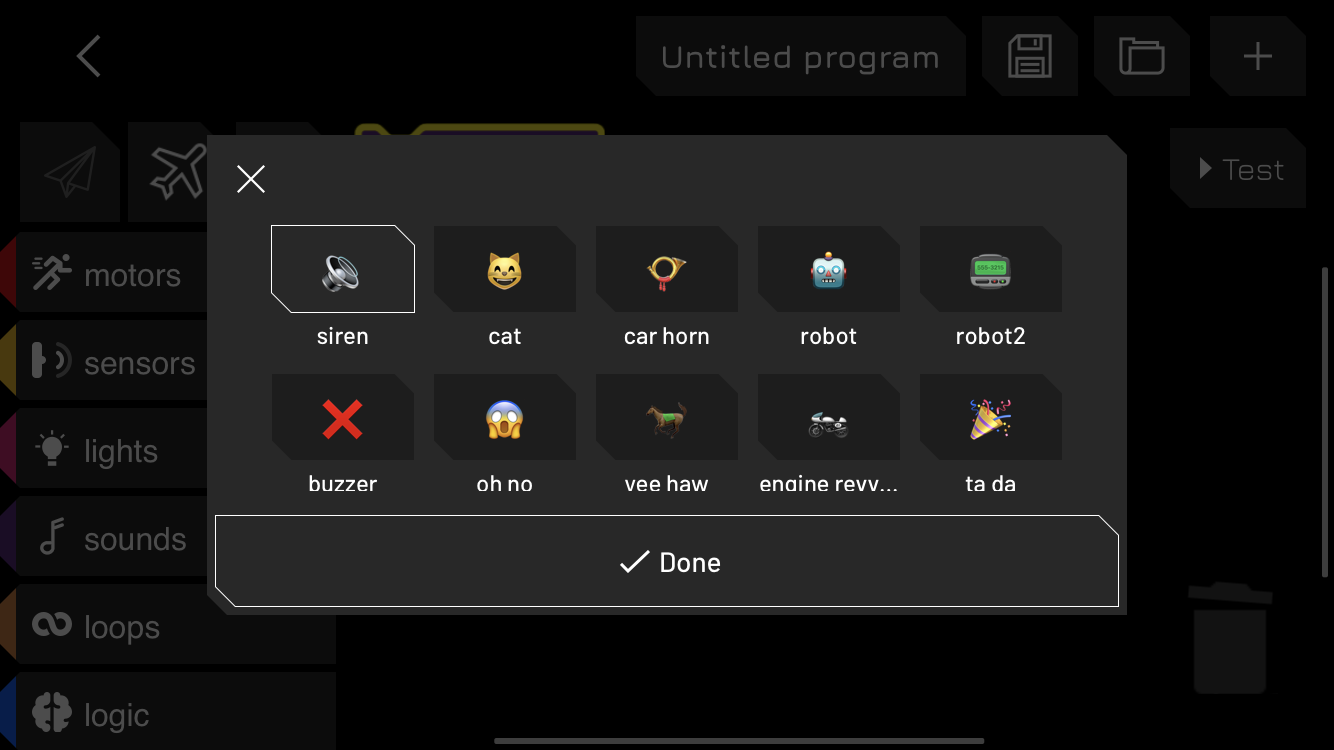 Untitled program
Test
motors
sensors
lights
sounds
loops
logic
siren
cat
car horn
robot
robot2
buzzer
oh no
yee haw
engine revv...
ta da
Done